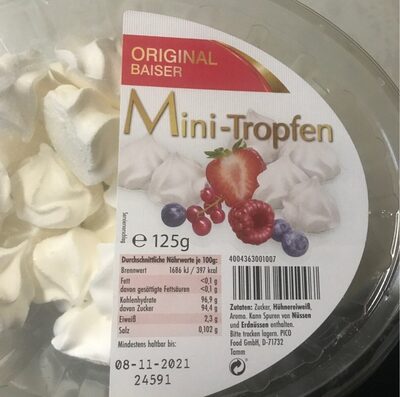 ORIGINAL
BAISER
Mini-Tropfen
Serviervorschlag
℮ 125g
Durchschnittliche Nährwerte je 100g:
Brennwert 1686 kJ / 397 kcal
Fett <0,1 g
davon gesättigte Fettsäuren <0,1 g
Kohlenhydrate 96,9 g
davon Zucker 94,4 g
Eiweiß 2,3 g
Salz 0,102 g
Mindestens haltbar bis:
08-11-2021
24591
4004363001007
Zutaten: Zucker, Hühnereiweiß,
Aroma. Kann Spuren von Nüssen
und Erdnüssen enthalten.
Bitte trocken lagern. PICO
Food GmbH, D-71732
Tamm